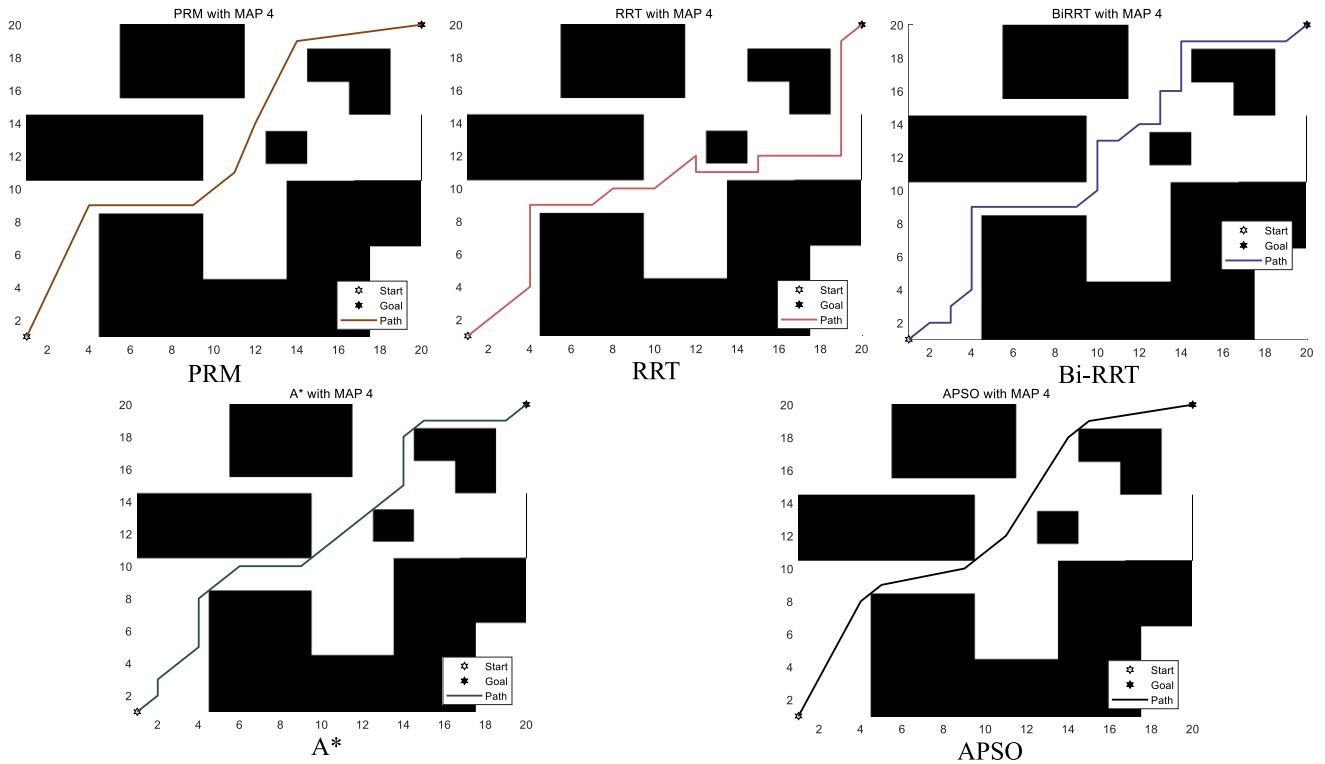 PRM with MAP 4
20
18
16
14
12
10
8
6
4
2
2 4 6 8 10 12 14 16 18 20
Start
Goal
Path
PRM
RRT with MAP 4
20
18
16
14
12
10
8
6
4
2
2 4 6 8 10 12 14 16 18 20
Start
Goal
Path
RRT
BiRRT with MAP 4
20
18
16
14
12
10
8
6
4
2
2 4 6 8 10 12 14 16 18 20
Start
Goal
Path
Bi-RRT
A* with MAP 4
20
18
16
14
12
10
8
6
4
2
2 4 6 8 10 12 14 16 18 20
Start
Goal
Path
A*
APSO with MAP 4
20
18
16
14
12
10
8
6
4
2
2 4 6 8 10 12 14 16 18 20
Start
Goal
Path
APSO